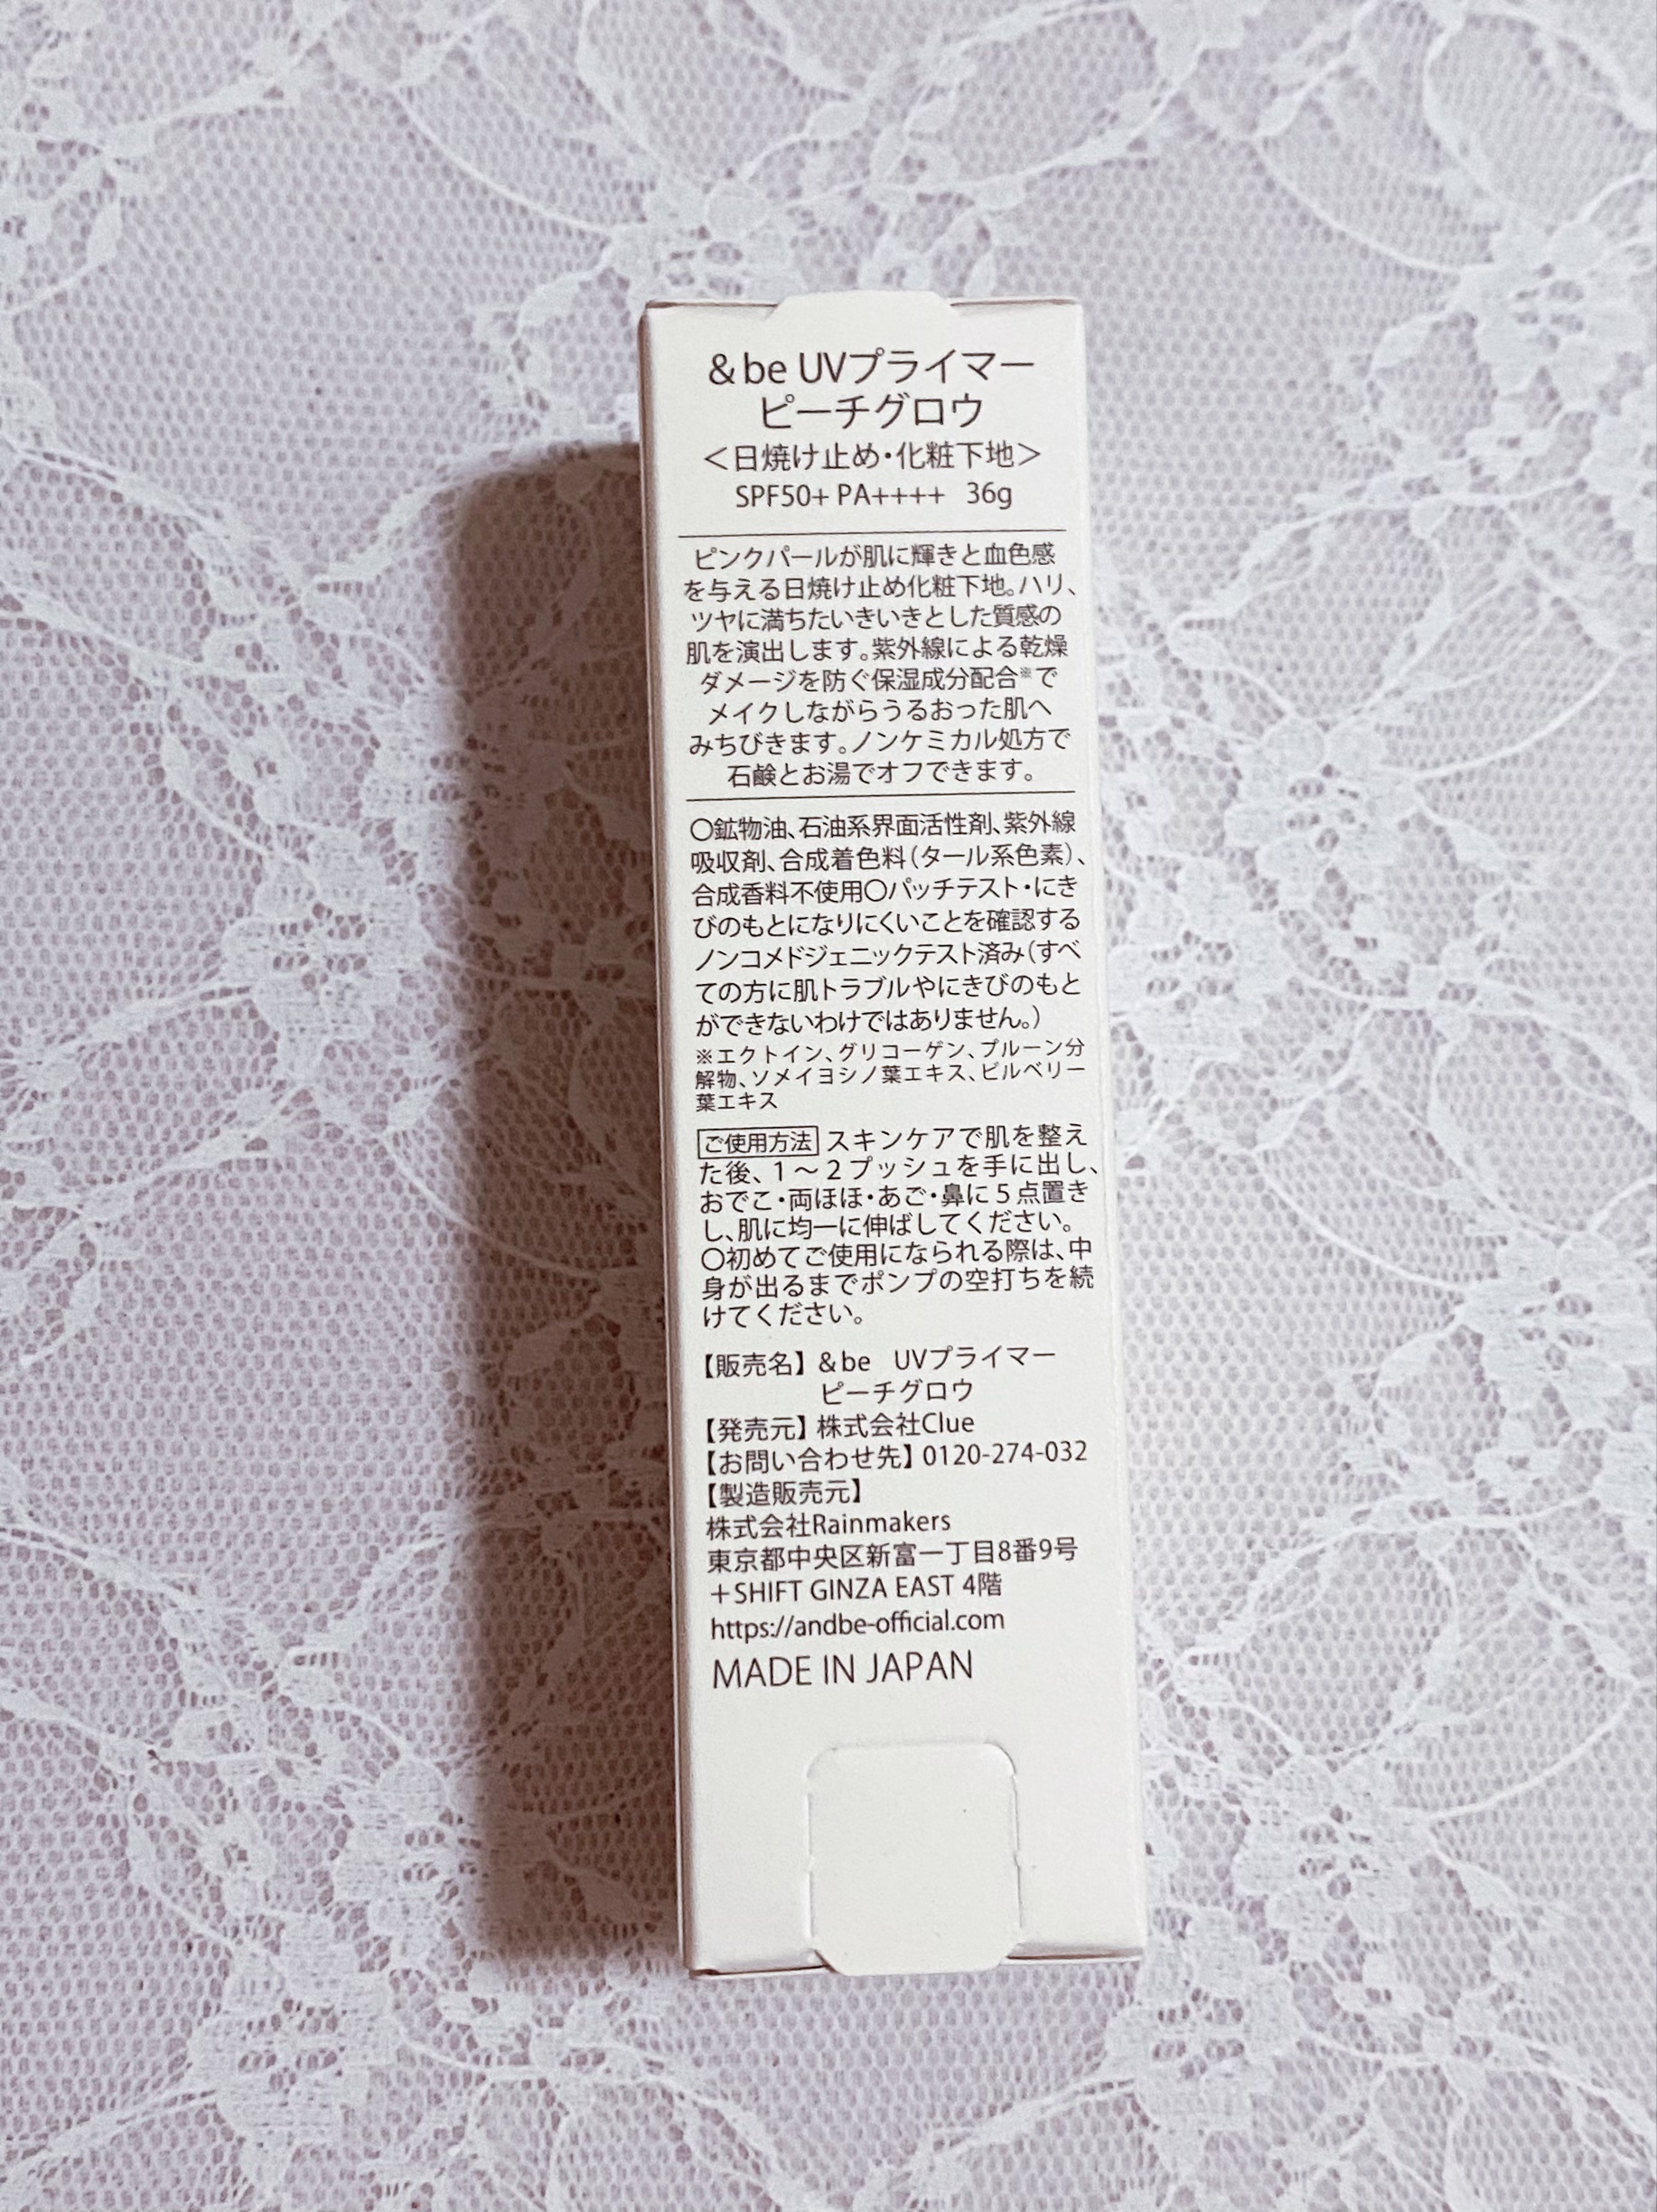 &be UVプライマー
ピーチグロウ
＜日焼け止め・化粧下地＞
SPF50+ PA++++ 36g
ピンクパールが肌に輝きと血色感
を与える日焼け止め化粧下地。ハリ、
ツヤに満ちたいきいきとした質感の
肌を演出します。紫外線による乾燥
ダメージを防ぐ保湿成分配合※で
メイクしながらうるおった肌へ
みちびきます。ノンケミカル処方で
石鹸とお湯でオフできます。
〇鉱物油、石油系界面活性剤、紫外線
吸収剤、合成着色料（タール系色素）、
合成香料不使用〇パッチテスト・にき
びのもとになりにくいことを確認する
ノンコメドジェニックテスト済み（すべ
ての方に肌トラブルやにきびのもと
ができないわけではありません。）
※エクトイン、グリコーゲン、プルーン分
解物、ソメイヨシノ葉エキス、ビルベリー
葉エキス
ご使用方法 スキンケアで肌を整え
た後、1～2プッシュを手に出し、
おでこ・両ほほ・あご・鼻に5点置き
し、肌に均一に伸ばしてください。
〇初めてご使用になられる際は、中
身が出るまでポンプの空打ちを続
けてください。
【販売名】&be UVプライマー
ピーチグロウ
【発売元】株式会社Clue
【お問い合わせ先】0120-274-032
【製造販売元】
株式会社Rainmakers
東京都中央区新富一丁目8番9号
＋SHIFT GINZA EAST 4階
https://andbe-official.com
MADE IN JAPAN